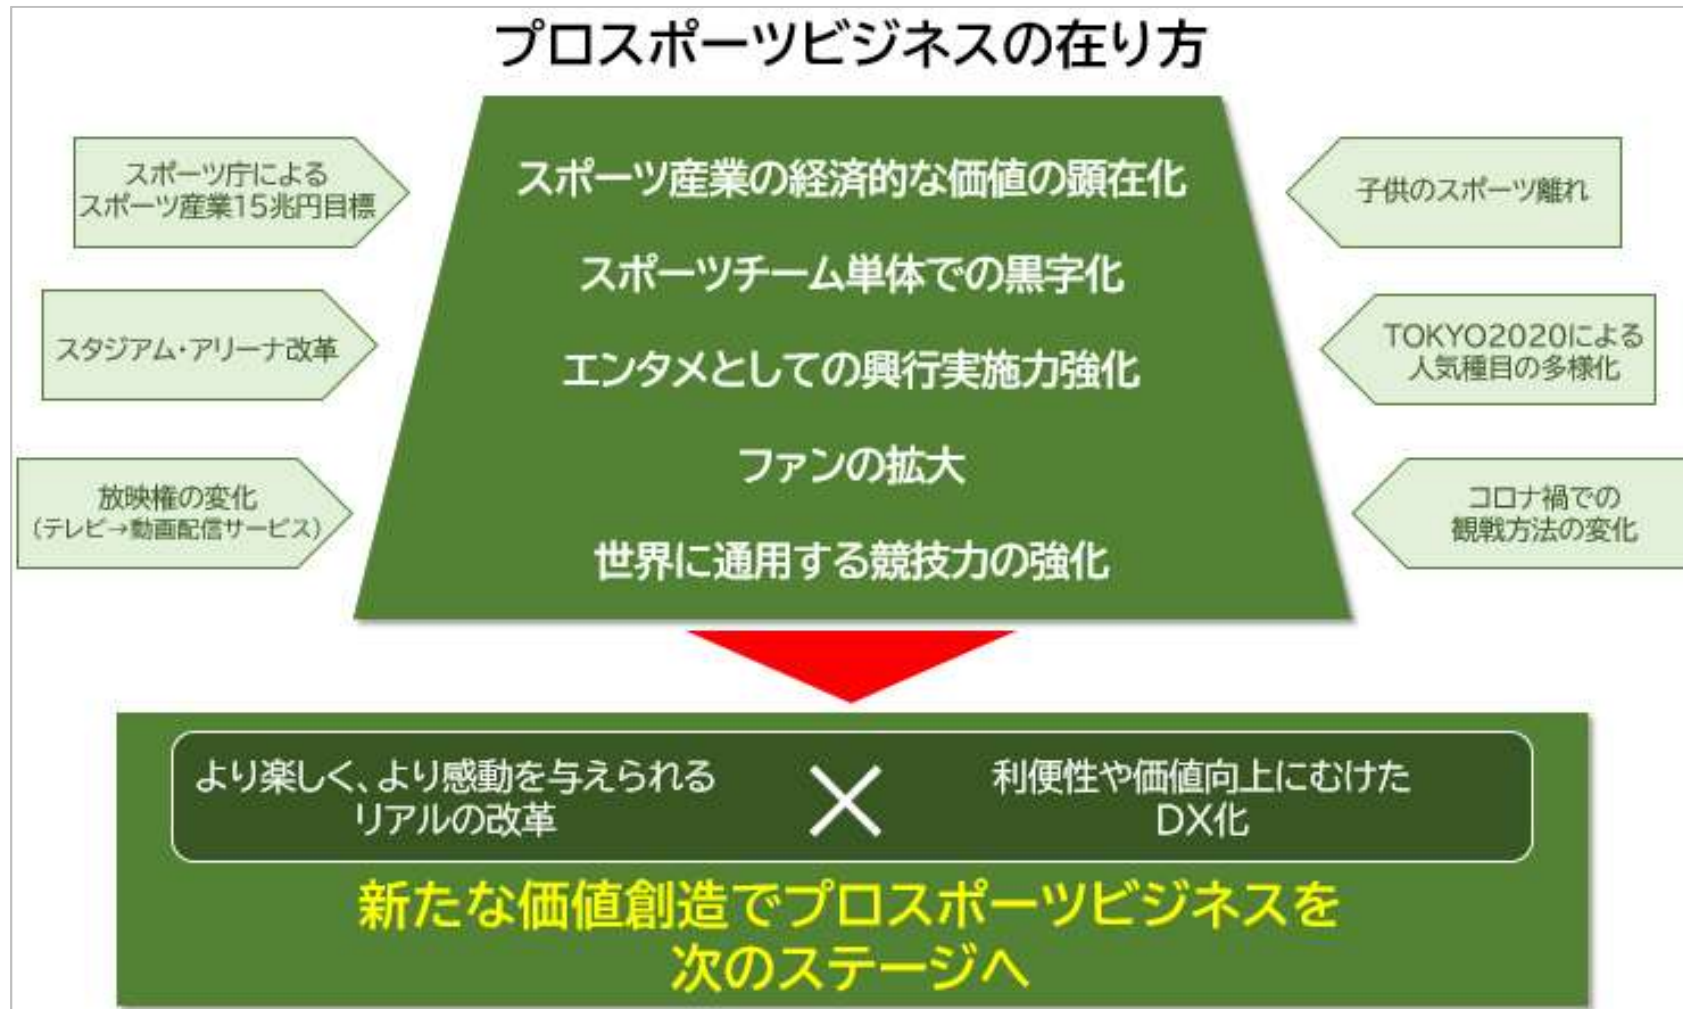 プロスポーツビジネスの在り方
スポーツ庁による
スポーツ産業15兆円目標
スタジアム・アリーナ改革
放映権の変化
(テレビ→動画配信サービス)
スポーツ産業の経済的な価値の顕在化
スポーツチーム単体での黒字化
エンタメとしての興行実施力強化
ファンの拡大
世界に通用する競技力の強化
子供のスポーツ離れ
TOKYO2020による
人気種目の多様化
コロナ禍での
観戦方法の変化
より楽しく、より感動を与えられる
リアルの改革
×
利便性や価値向上にむけた
DX化
新たな価値創造でプロスポーツビジネスを
次のステージへ